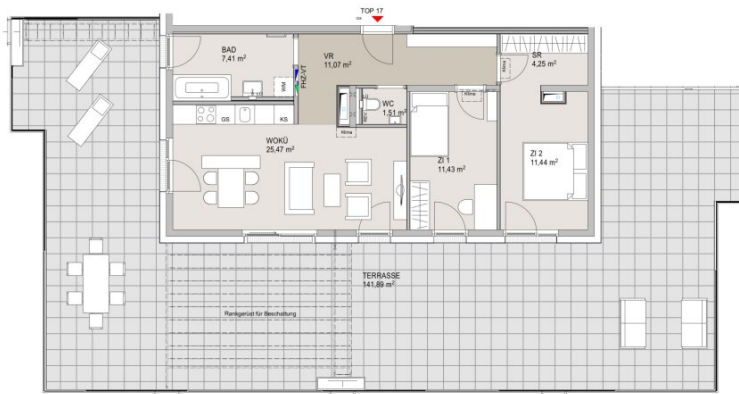 TOP 17
BAD
7,41 m²
VR
11,07 m²
SR
4,25 m²
FHZ-VT
WM
Klima
Klima
WC
1,51 m²
GS
KS
Klima
WOKÜ
25,47 m²
ZI 1
11,43 m²
ZI 2
11,44 m²
TERRASSE
141,89 m²
Rankgerüst für Beschattung